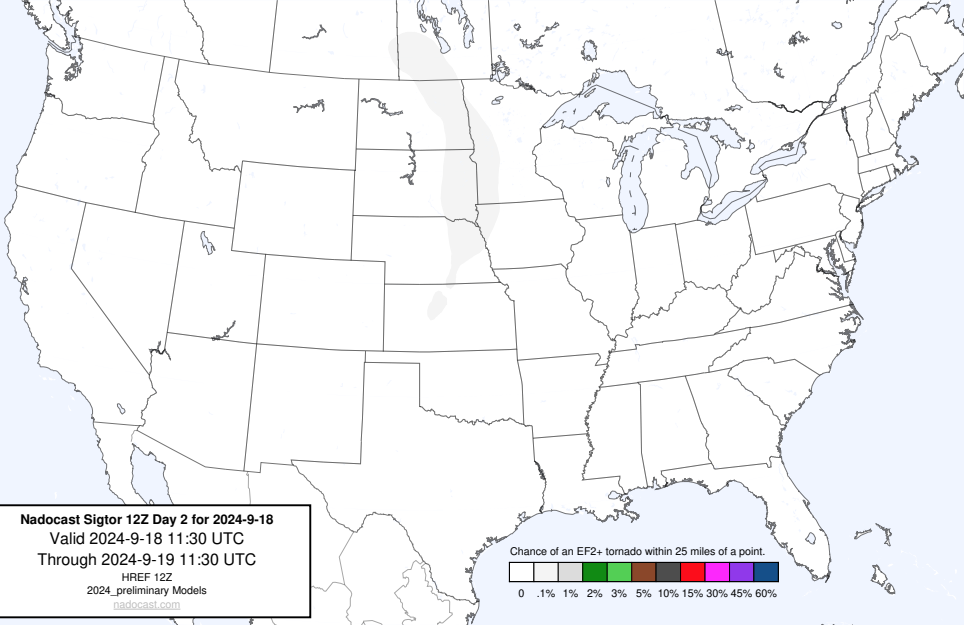 Nadocast Sigtor 12Z Day 2 for 2024-9-18
Valid 2024-9-18 11:30 UTC
Through 2024-9-19 11:30 UTC
HREF 12Z
2024_preliminary Models
nadocast.com
Chance of an EF2+ tornado within 25 miles of a point.
0 .1% 1% 2% 3% 5% 10% 15% 30% 45% 60%